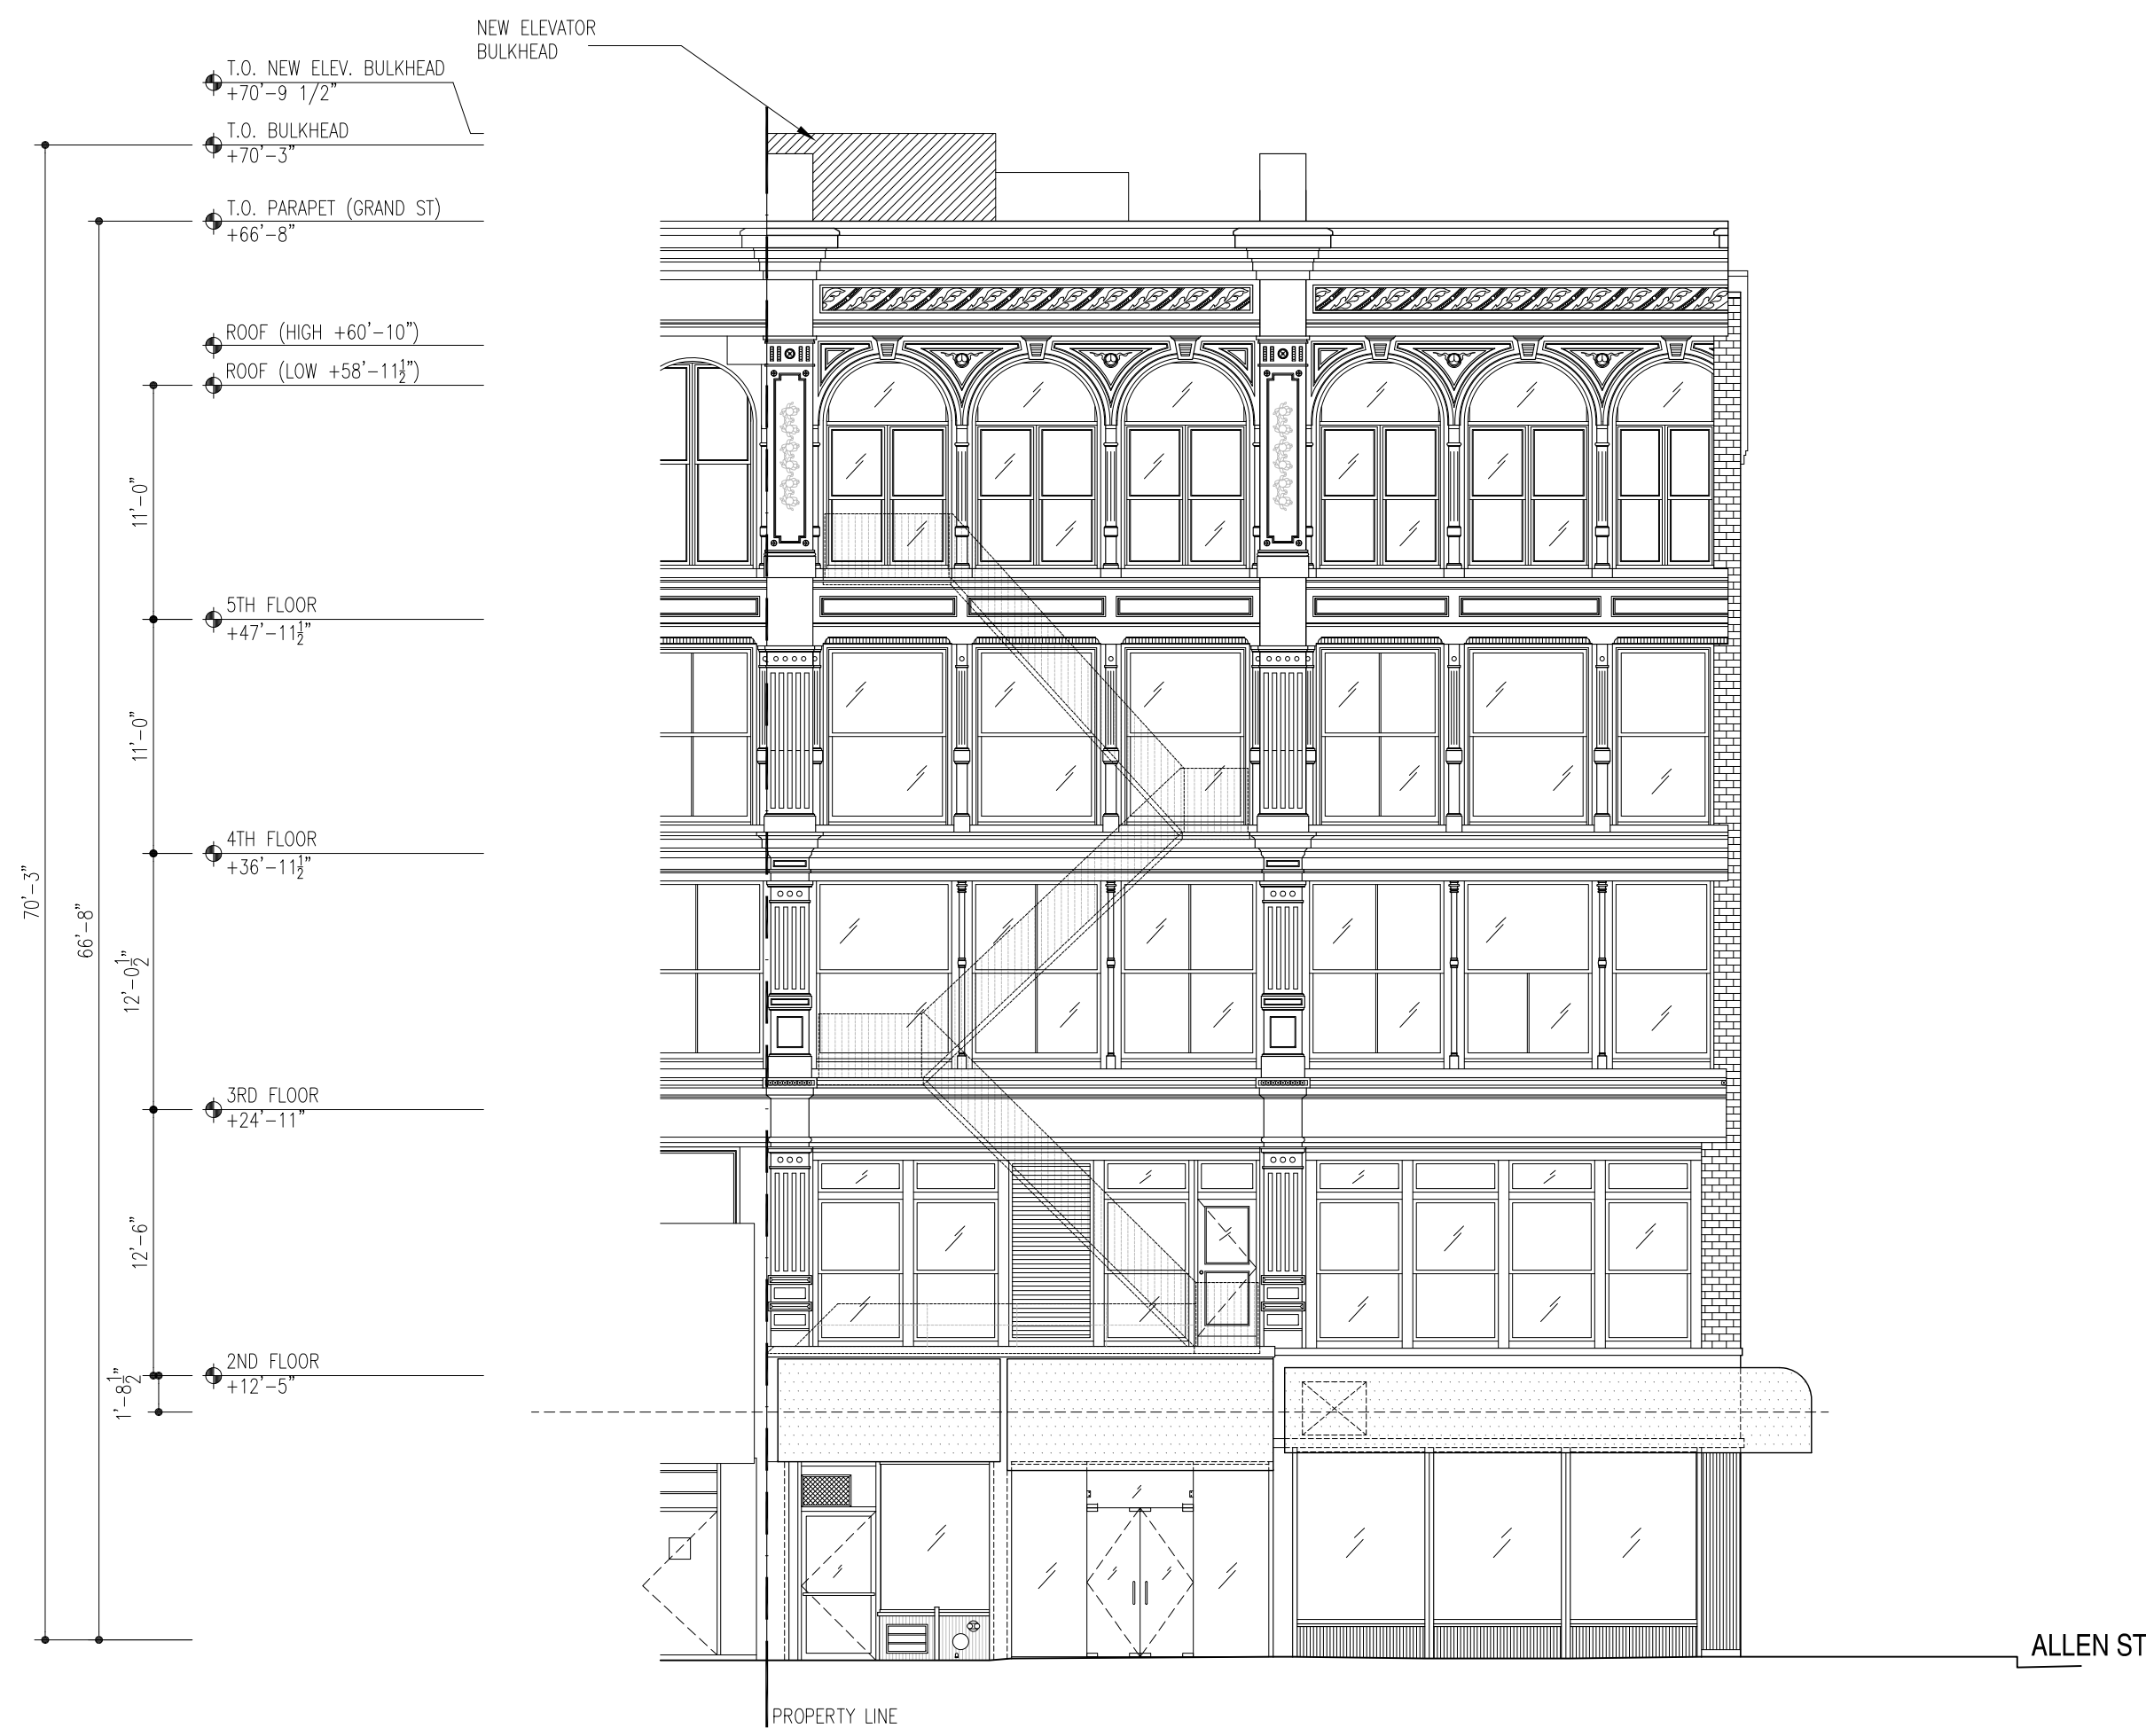 NEW ELEVATOR
BULKHEAD
T.O. NEW ELEV. BULKHEAD
+70'-9 1/2"
T.O. BULKHEAD
+70'-3"
T.O. PARAPET (GRAND ST)
+66'-8"
ROOF (HIGH +60'-10")
ROOF (LOW +58'-11½")
11'-0"
5TH FLOOR
+47'-11½"
11'-0"
4TH FLOOR
+36'-11½"
70'-3"
66'-8"
12'-0½"
3RD FLOOR
+24'-11"
12'-6"
2ND FLOOR
+12'-5"
1'-8½"
ALLEN ST
PROPERTY LINE